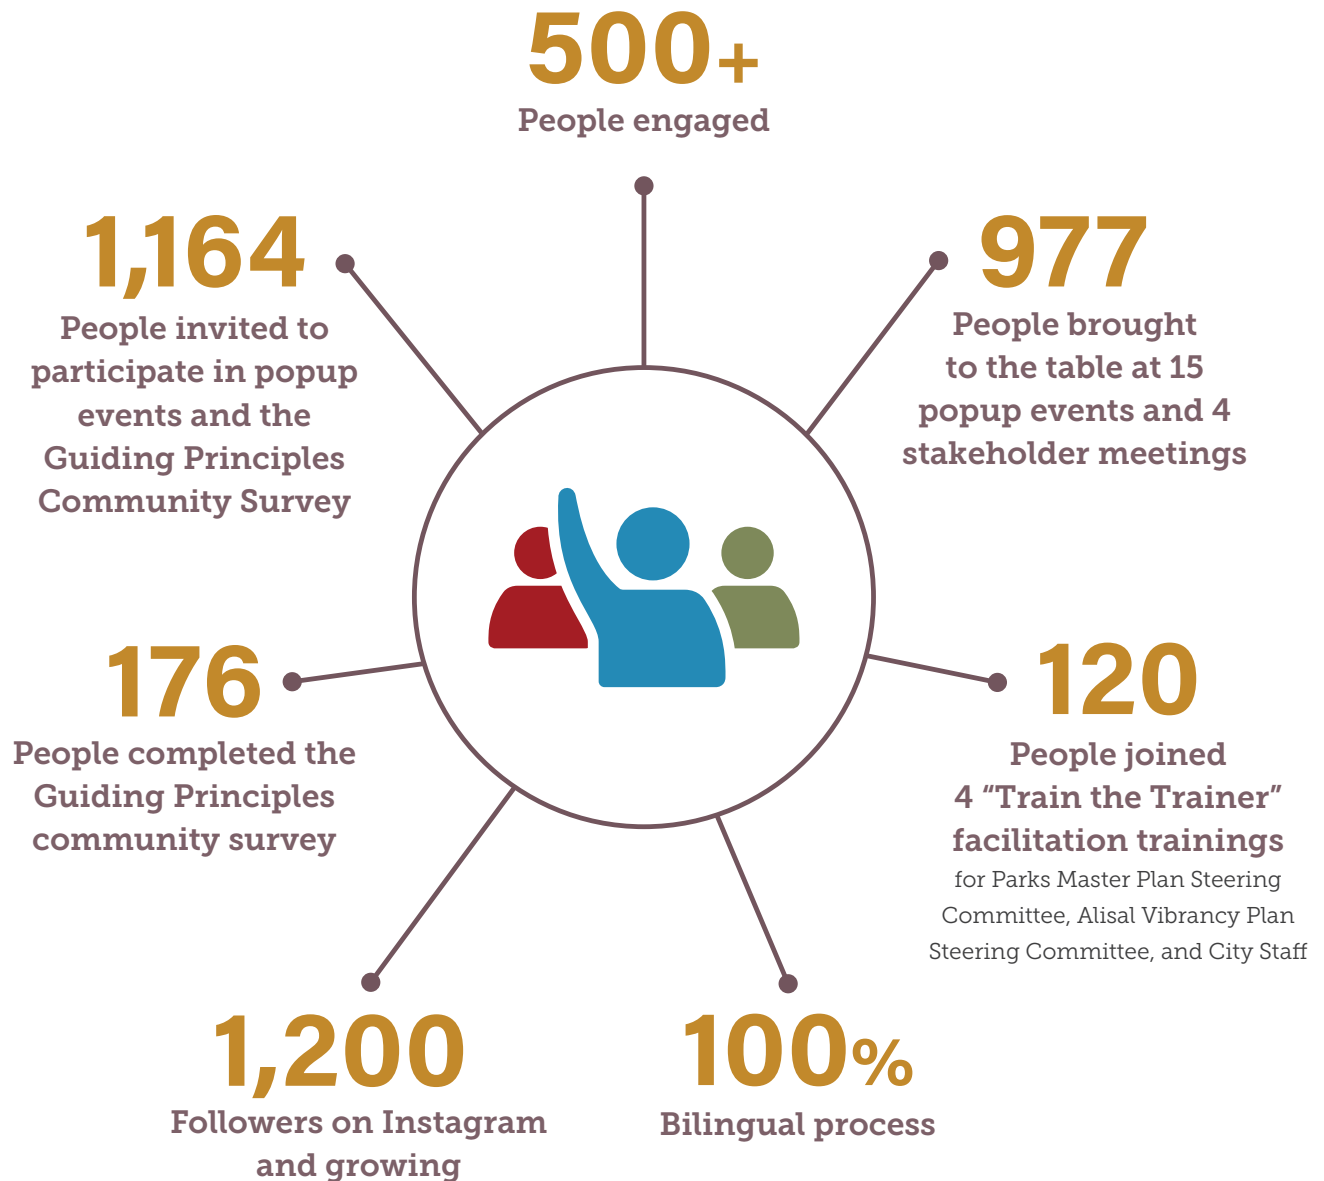 500+
People engaged
1,164
People invited to
participate in popup
events and the
Guiding Principles
Community Survey
977
People brought
to the table at 15
popup events and 4
stakeholder meetings
176
People completed the
Guiding Principles
community survey
120
People joined
4 “Train the Trainer”
facilitation trainings
for Parks Master Plan Steering
Committee, Alisal Vibrancy Plan
Steering Committee, and City Staff
1,200
Followers on Instagram
and growing
100%
Bilingual process